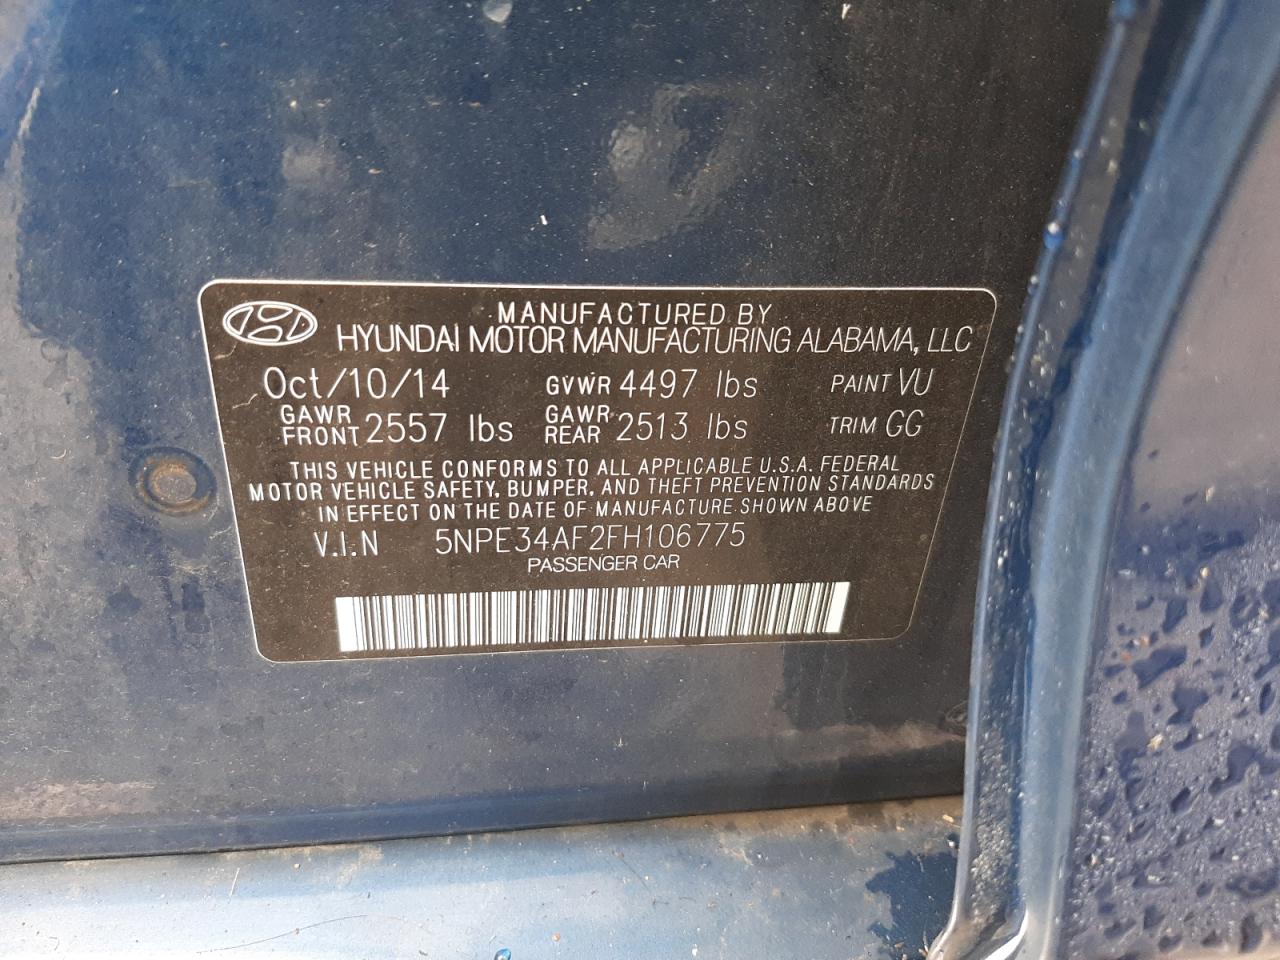 MANUFACTURED BY
HYUNDAI MOTOR MANUFACTURING ALABAMA, LLC
Oct/10/14 GVWR 4497 lbs PAINT VU
GAWR FRONT 2557 lbs GAWR REAR 2513 lbs TRIM GG
THIS VEHICLE CONFORMS TO ALL APPLICABLE U.S.A. FEDERAL
MOTOR VEHICLE SAFETY, BUMPER, AND THEFT PREVENTION STANDARDS
IN EFFECT ON THE DATE OF MANUFACTURE SHOWN ABOVE
V.I.N 5NPE34AF2FH106775
PASSENGER CAR